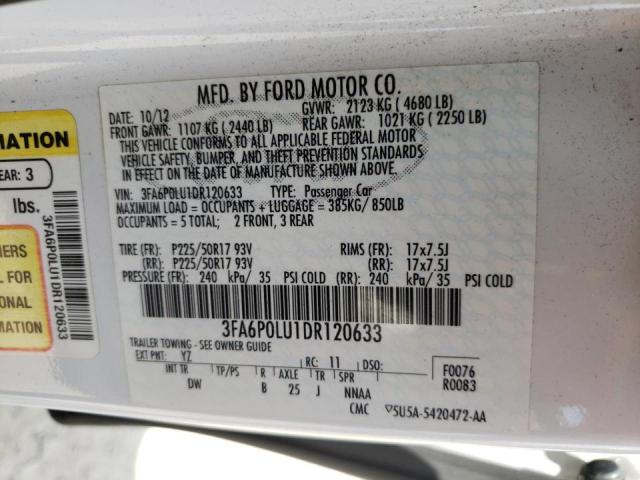 MFD. BY FORD MOTOR CO.
DATE: 10/12 GVWR: 2123 KG ( 4680 LB)
FRONT GAWR: 1107 KG ( 2440 LB) REAR GAWR: 1021 KG ( 2250 LB)
THIS VEHICLE CONFORMS TO ALL APPLICABLE FEDERAL MOTOR
VEHICLE SAFETY, BUMPER, AND THEFT PREVENTION STANDARDS
IN EFFECT ON THE DATE OF MANUFACTURE SHOWN ABOVE.
VIN: 3FA6P0LU1DR120633 TYPE: Passenger Car
MAXIMUM LOAD = OCCUPANTS + LUGGAGE = 385KG/ 850LB
OCCUPANTS = 5 TOTAL; 2 FRONT, 3 REAR
TIRE (FR): P225/50R17 93V RIMS (FR): 17x7.5J
(RR): P225/50R17 93V (RR): 17x7.5J
PRESSURE (FR): 240 kPa/ 35 PSI COLD (RR): 240 kPa/ 35 PSI COLD
3FA6P0LU1DR120633
TRAILER TOWING - SEE OWNER GUIDE
EXT PNT: YZ RC: 11 DSO: F0076
INT TR TP/PS R AXLE TR SPR R0083
DW B 25 J NNAA
CMC ▽5U5A-5420472-AA
RMATION
EAR: 3
lbs.
3FA6P0LU1DR120633
IERS
L FOR
ONAL
MATION